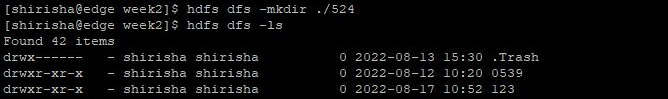 [shirisha@edge week2]$ hdfs dfs -mkdir ./524
[shirisha@edge week2]$ hdfs dfs -ls
Found 42 items
drwx------   - shirisha shirisha          0 2022-08-13 15:30 .Trash
drwxr-xr-x   - shirisha shirisha          0 2022-08-12 10:20 0539
drwxr-xr-x   - shirisha shirisha          0 2022-08-17 10:52 123